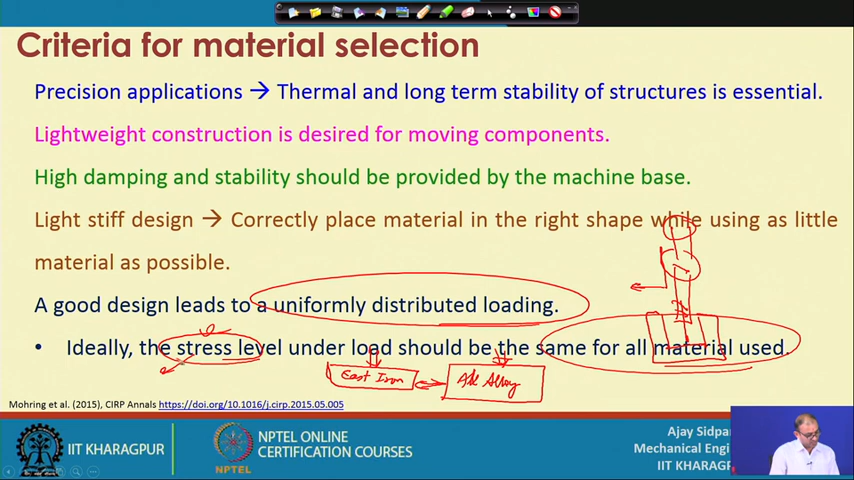 Criteria for material selection
Precision applications → Thermal and long term stability of structures is essential.
Lightweight construction is desired for moving components.
High damping and stability should be provided by the machine base.
Light stiff design → Correctly place material in the right shape while using as little
material as possible.
A good design leads to a uniformly distributed loading.
• Ideally, the stress level under load should be the same for all material used.
Cast Iron
Alloy
Mohring et al. (2015), CIRP Annals https://doi.org/10.1016/j.cirp.2015.05.005
IIT KHARAGPUR
NPTEL
NPTEL ONLINE
CERTIFICATION COURSES
Ajay Sidpar
Mechanical Engi
IIT KHARAGP